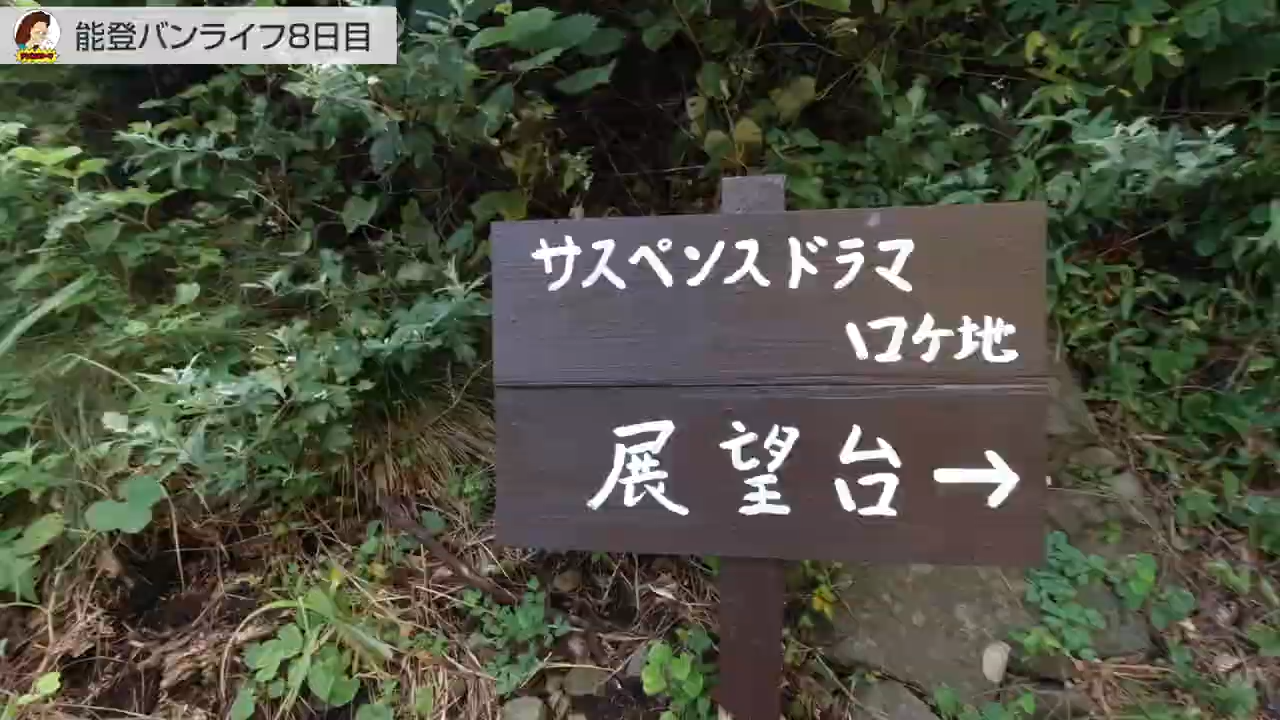 能登バンライフ8日目
サスペンスドラマ
ロケ地
展望台→